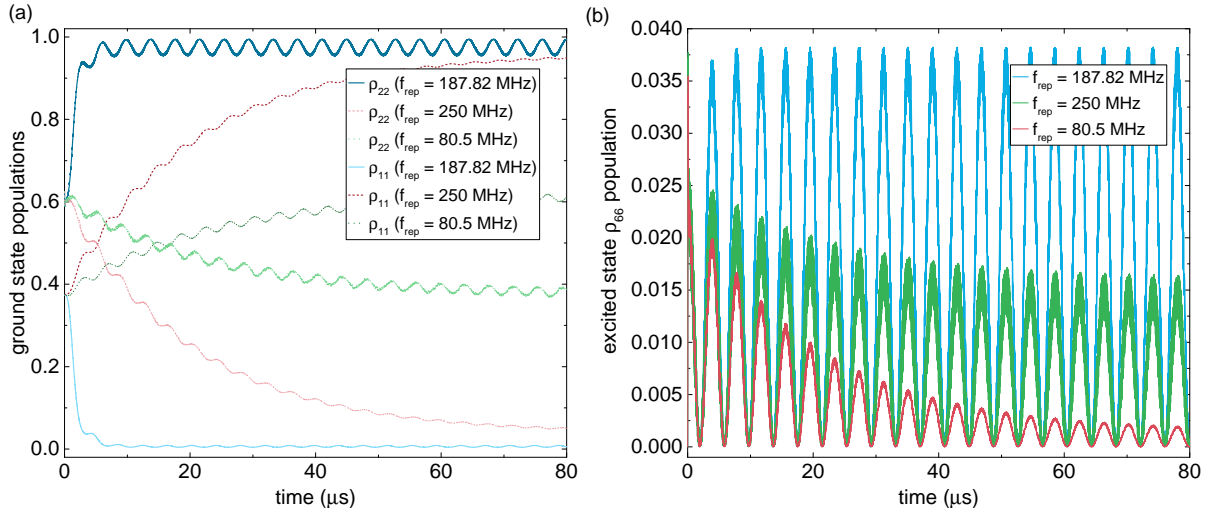 (a)
1.0
0.8
0.6
0.4
0.2
0.0
ground state populations
ρ22 (frep = 187.82 MHz)
ρ22 (frep = 250 MHz)
ρ22 (frep = 80.5 MHz)
ρ11 (frep = 187.82 MHz)
ρ11 (frep = 250 MHz)
ρ11 (frep = 80.5 MHz)
0 20 40 60 80
time (μs)
(b)
0.040
0.035
0.030
0.025
0.020
0.015
0.010
0.005
0.000
excited state ρ66 population
frep = 187.82 MHz
frep = 250 MHz
frep = 80.5 MHz
0 10 20 30 40 50 60 70 80
time (μs)